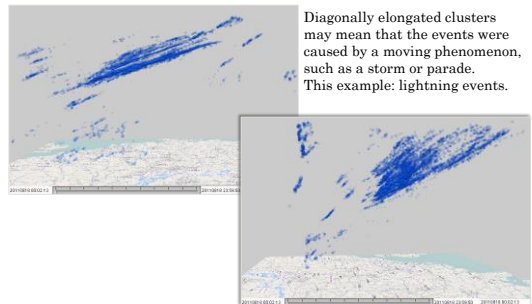 Diagonally elongated clusters
may mean that the events were
caused by a moving phenomenon,
such as a storm or parade.
This example: lightning events.